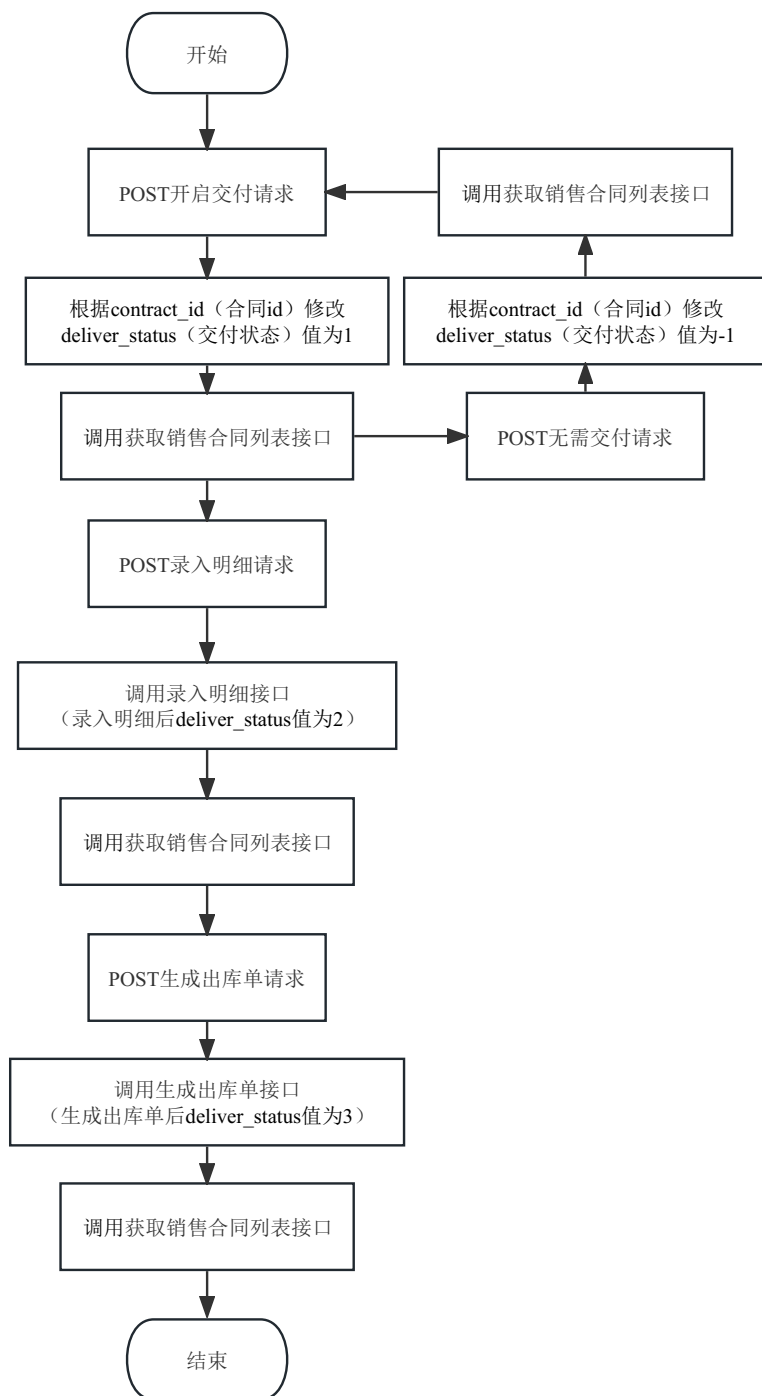 开始
POST开启交付请求
调用获取销售合同列表接口
根据contract_id（合同id）修改
deliver_status（交付状态）值为1
根据contract_id（合同id）修改
deliver_status（交付状态）值为-1
调用获取销售合同列表接口
POST无需交付请求
POST录入明细请求
调用录入明细接口
（录入明细后deliver_status值为2）
调用获取销售合同列表接口
POST生成出库单请求
调用生成出库单接口
（生成出库单后deliver_status值为3）
调用获取销售合同列表接口
结束